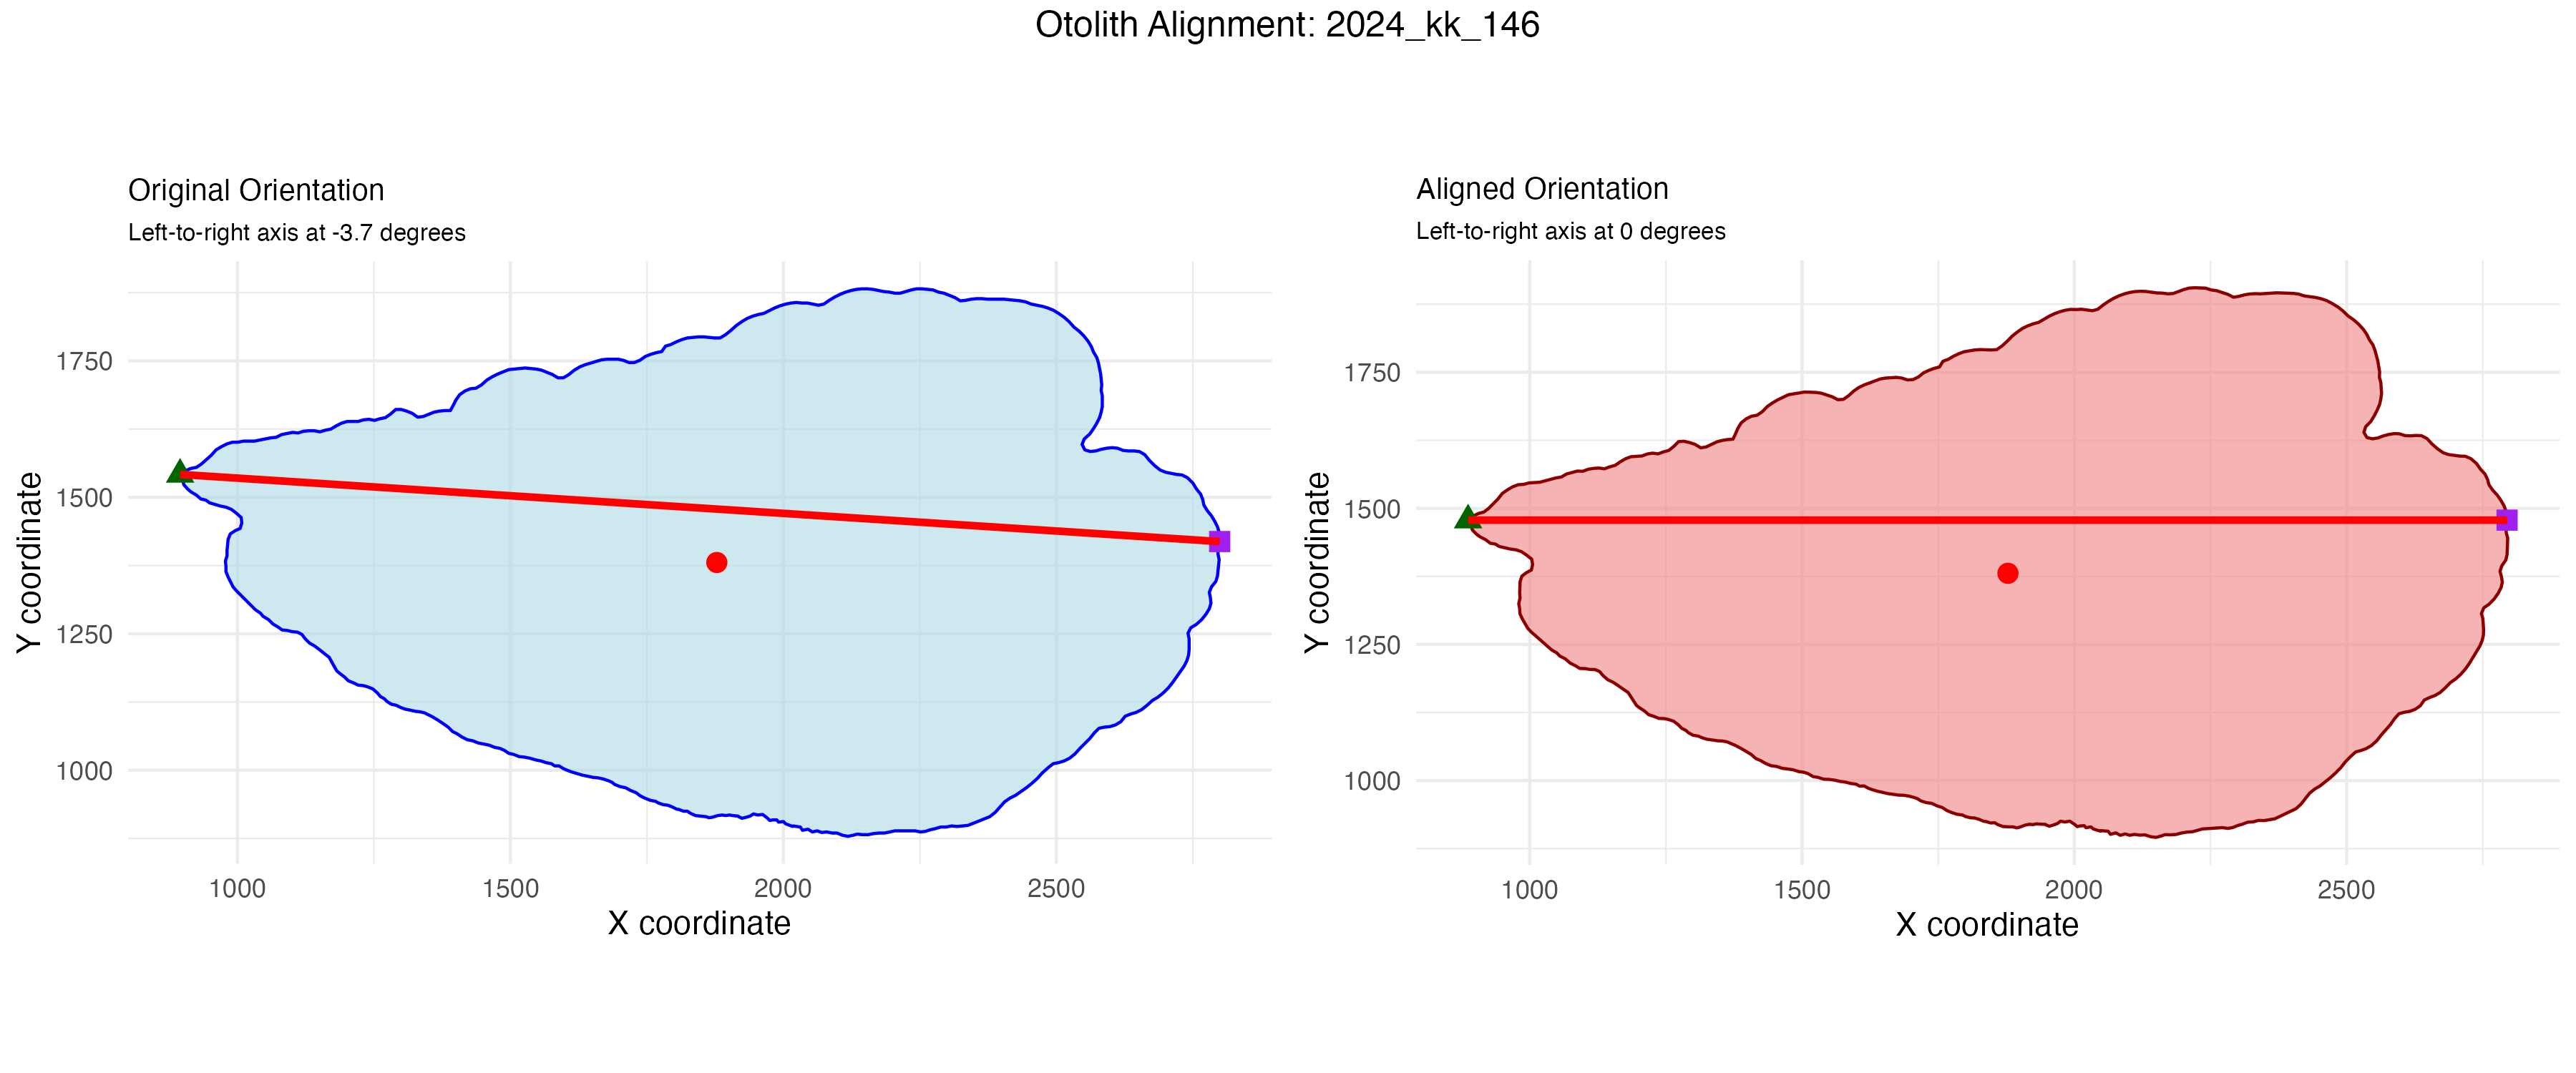 Otolith Alignment: 2024_kk_146
Original Orientation
Left-to-right axis at -3.7 degrees
1750
1500
1250
1000
Y coordinate
1000 1500 2000 2500
X coordinate
Aligned Orientation
Left-to-right axis at 0 degrees
1750
1500
1250
1000
Y coordinate
1000 1500 2000 2500
X coordinate